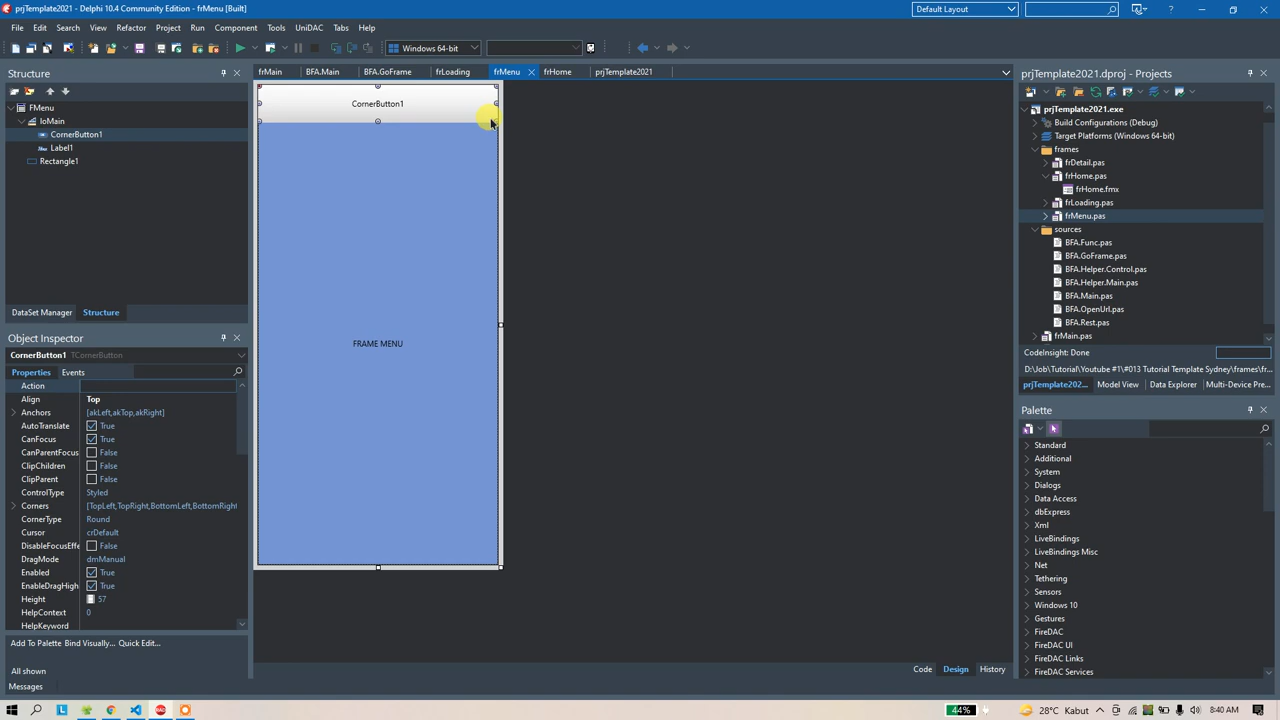 prjTemplate2021 - Delphi 10.4 Community Edition - frMenu [Built]
Default Layout
File Edit Search View Refactor Project Run Component UniDAC Tools Tabs Help
Windows 64-bit
Structure
FMenu
loMain
CornerButton1
Label1
Rectangle1
DataSet Manager Structure
Object Inspector
CornerButton1 TCornerButton
Properties Events
Action
Align Top
Anchors [akLeft,akTop,akRight]
AutoTranslate True
CanFocus True
CanParentFocus False
ClipChildren False
ClipParent False
ControlType Styled
Corners [TopLeft,TopRight,BottomLeft,BottomRight
CornerType Round
Cursor crDefault
DisableFocusEffe False
DragMode dmManual
Enabled True
EnableDragHigh True
Height 57
HelpContext 0
HelpKeyword
Add To Palette Bind Visually... Quick Edit...
All shown
Messages
frMain BFA.Main BFA.GoFrame frLoading frMenu frHome prjTemplate2021
CornerButton1
FRAME MENU
Code Design History
prjTemplate2021.dproj - Projects
prjTemplate2021.exe
Build Configurations (Debug)
Target Platforms (Windows 64-bit)
frames
frDetail.pas
frHome.pas
frHome.fmx
frLoading.pas
frMenu.pas
sources
BFA.Func.pas
BFA.GoFrame.pas
BFA.Helper.Control.pas
BFA.Helper.Main.pas
BFA.Main.pas
BFA.OpenUrl.pas
BFA.Rest.pas
frMain.pas
CodeInsight: Done
D:\Job\Tutorial\Youtube #1\#013 Tutorial Template Sydney\frames\fr
prjTemplate202... Model View Data Explorer Multi-Device Pre...
Palette
Standard
Additional
System
Dialogs
Data Access
dbExpress
Xml
LiveBindings
LiveBindings Misc
Net
Tethering
Sensors
Windows 10
Gestures
FireDAC
FireDAC UI
FireDAC Links
FireDAC Services
44% 28°C Kabut 8:40 AM